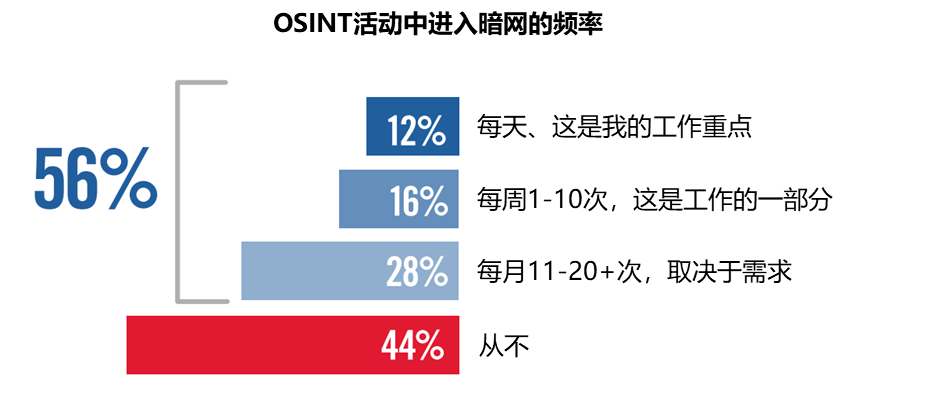 OSINT活动中进入暗网的频率
56%
12% 每天、这是我的工作重点
16% 每周1-10次，这是工作的一部分
28% 每月11-20+次，取决于需求
44% 从不